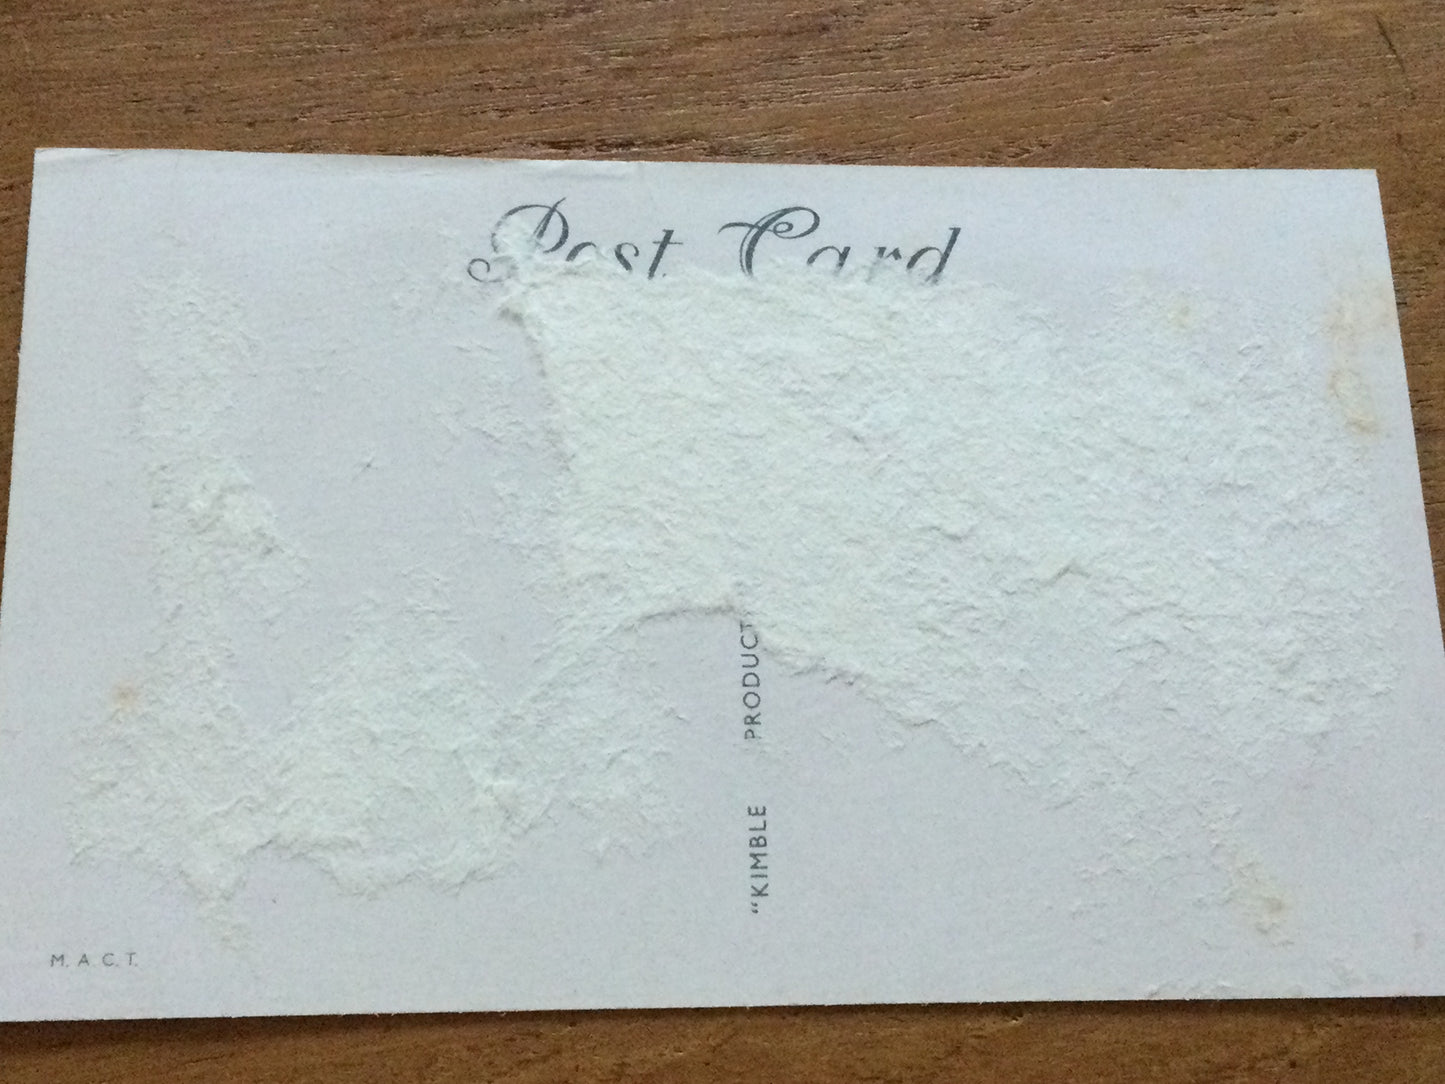 Post Card
"KIMBLE PRODUCT
M. A. C. T.